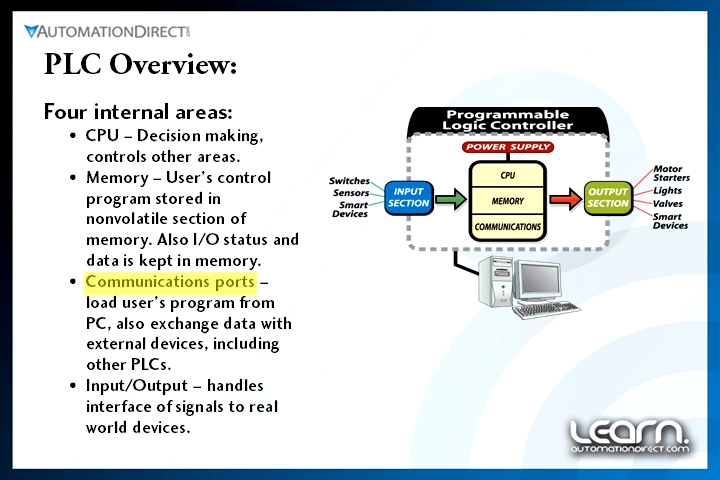 AUTOMATIONDIRECT
PLC Overview:
Four internal areas:
• CPU – Decision making,
controls other areas.
• Memory – User's control
program stored in
nonvolatile section of
memory. Also I/O status and
data is kept in memory.
• Communications ports –
load user's program from
PC, also exchange data with
external devices, including
other PLCs.
• Input/Output – handles
interface of signals to real
world devices.
Programmable
Logic Controller
POWER SUPPLY
Switches
Sensors
Smart
Devices
INPUT
SECTION
CPU
MEMORY
COMMUNICATIONS
OUTPUT
SECTION
Motor
Starters
Lights
Valves
Smart
Devices
LEARN.
AUTOMATIONDIRECT.COM